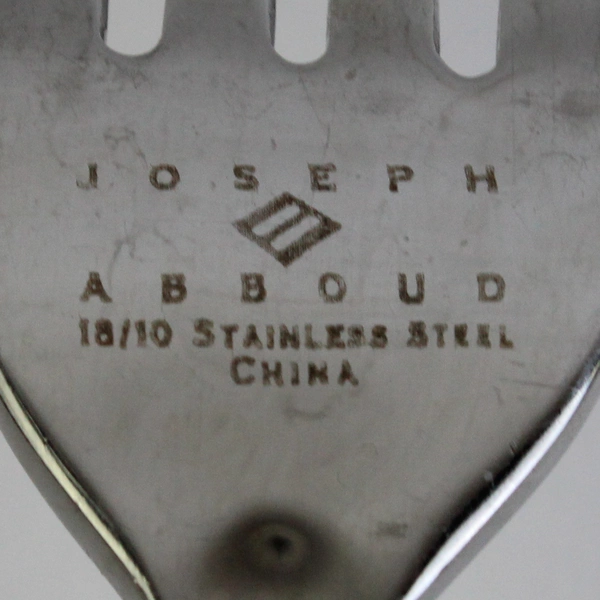 JOSEPH
ABBOUD
18/10 STAINLESS STEEL
CHINA